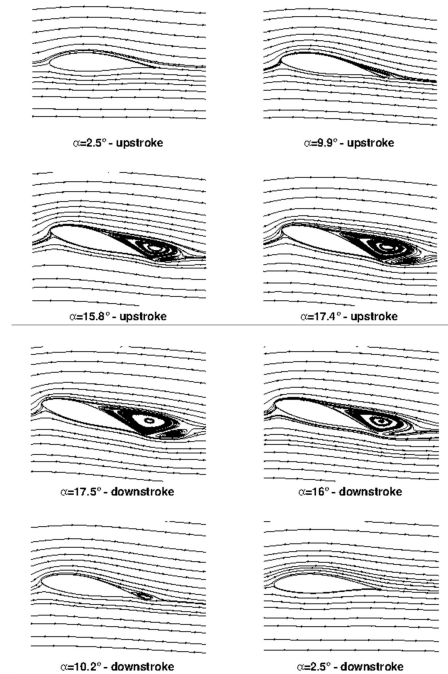 α=2.5° - upstroke
α=9.9° - upstroke
α=15.8° - upstroke
α=17.4° - upstroke
α=17.5° - downstroke
α=16° - downstroke
α=10.2° - downstroke
α=2.5° - downstroke